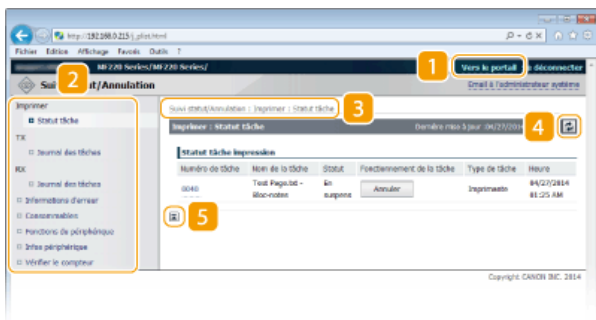 http://192.168.0.215/j_plist.html
Fichier Edition Affichage Favoris Outils ?
MF220 Series/MF220 Series/
1
Vers le portail
déconnecter
2
Suivi
ut/Annulation
Email à l'administrateur système
Imprimer
Statut tâche
TX
Journal des tâches
RX
Journal des tâches
Informations d'erreur
Consommables
Fonctions de périphérique
Infos périphérique
Vérifier le compteur
Suivi statut/Annulation : Imprimer : Statut tâche
3
Imprimer : Statut tâche
Dernière mise à jour :04/27/2014
4
Statut tâche impression
Numéro de tâche Nom de la tâche Statut Fonctionnement de la tâche Type de tâche Heure
0040 Test Page.txt - Bloc-notes En suspens Annuler Imprimante 04/27/2014 01:25 AM
5
Copyright CANON INC. 2014